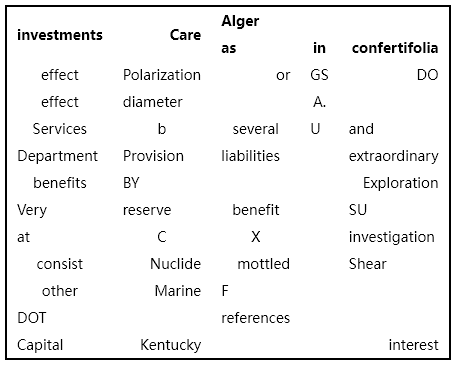 investments Care Alger as in confertifolia
effect Polarization or GS DO
effect diameter A.
Services b several U and
Department Provision liabilities extraordinary
benefits BY Exploration
Very reserve benefit SU
at C X investigation
consist Nuclide mottled Shear
other Marine F
DOT references
Capital Kentucky interest